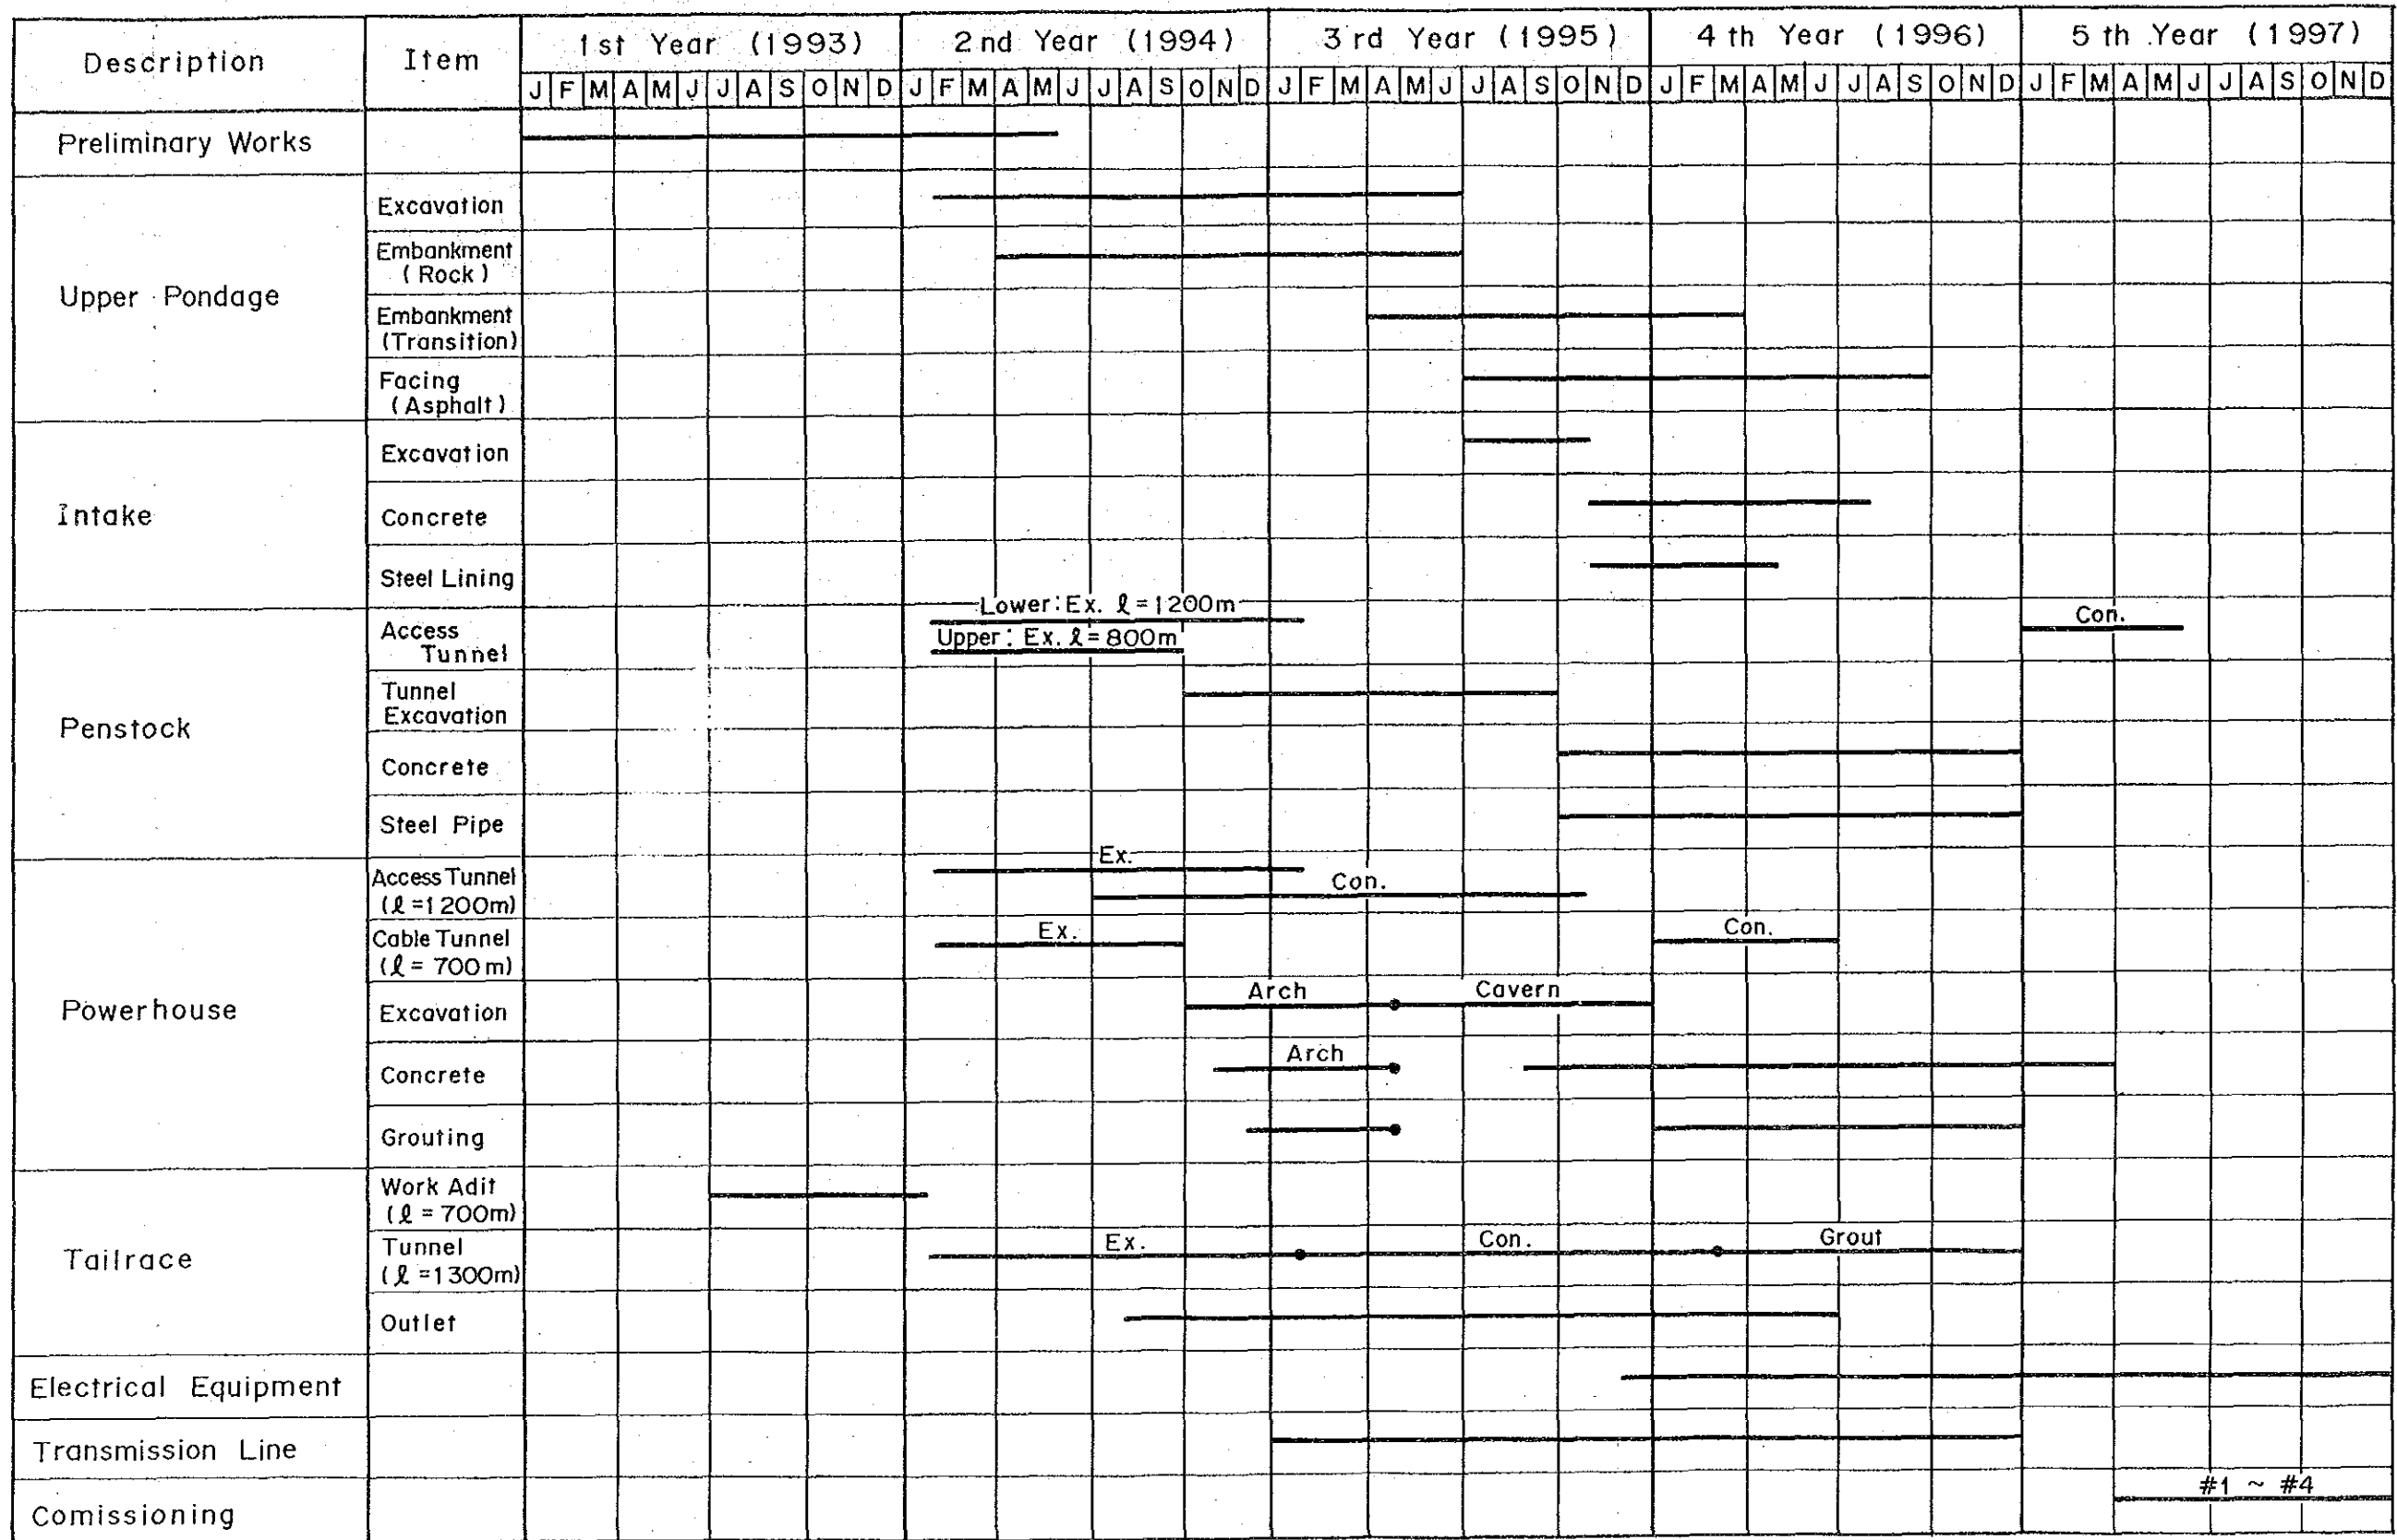 Description
Item
1st Year (1993)
2nd Year (1994)
3rd Year (1995)
4th Year (1996)
5th Year (1997)
J F M A M J J A S O N D J F M A M J J A S O N D J F M A M J J A S O N D J F M A M J J A S O N D J F M A M J J A S O N D
Preliminary Works
Upper Pondage
Excavation
Embankment
(Rock)
Embankment
(Transition)
Facing
(Asphalt)
Intake
Excavation
Concrete
Steel Lining
Penstock
Access
Tunnel
Lower: Ex. ℓ=1200m
Upper: Ex. ℓ=800m
Con.
Tunnel
Excavation
Concrete
Steel Pipe
Powerhouse
Access Tunnel
(ℓ=1200m)
Ex.
Con.
Cable Tunnel
(ℓ= 700m)
Ex.
Con.
Excavation
Arch
Cavern
Concrete
Arch
Grouting
Tailrace
Work Adit
(ℓ = 700m)
Tunnel
(ℓ =1300m)
Ex.
Con.
Grout
Outlet
Electrical Equipment
Transmission Line
Comissioning
#1 ~ #4